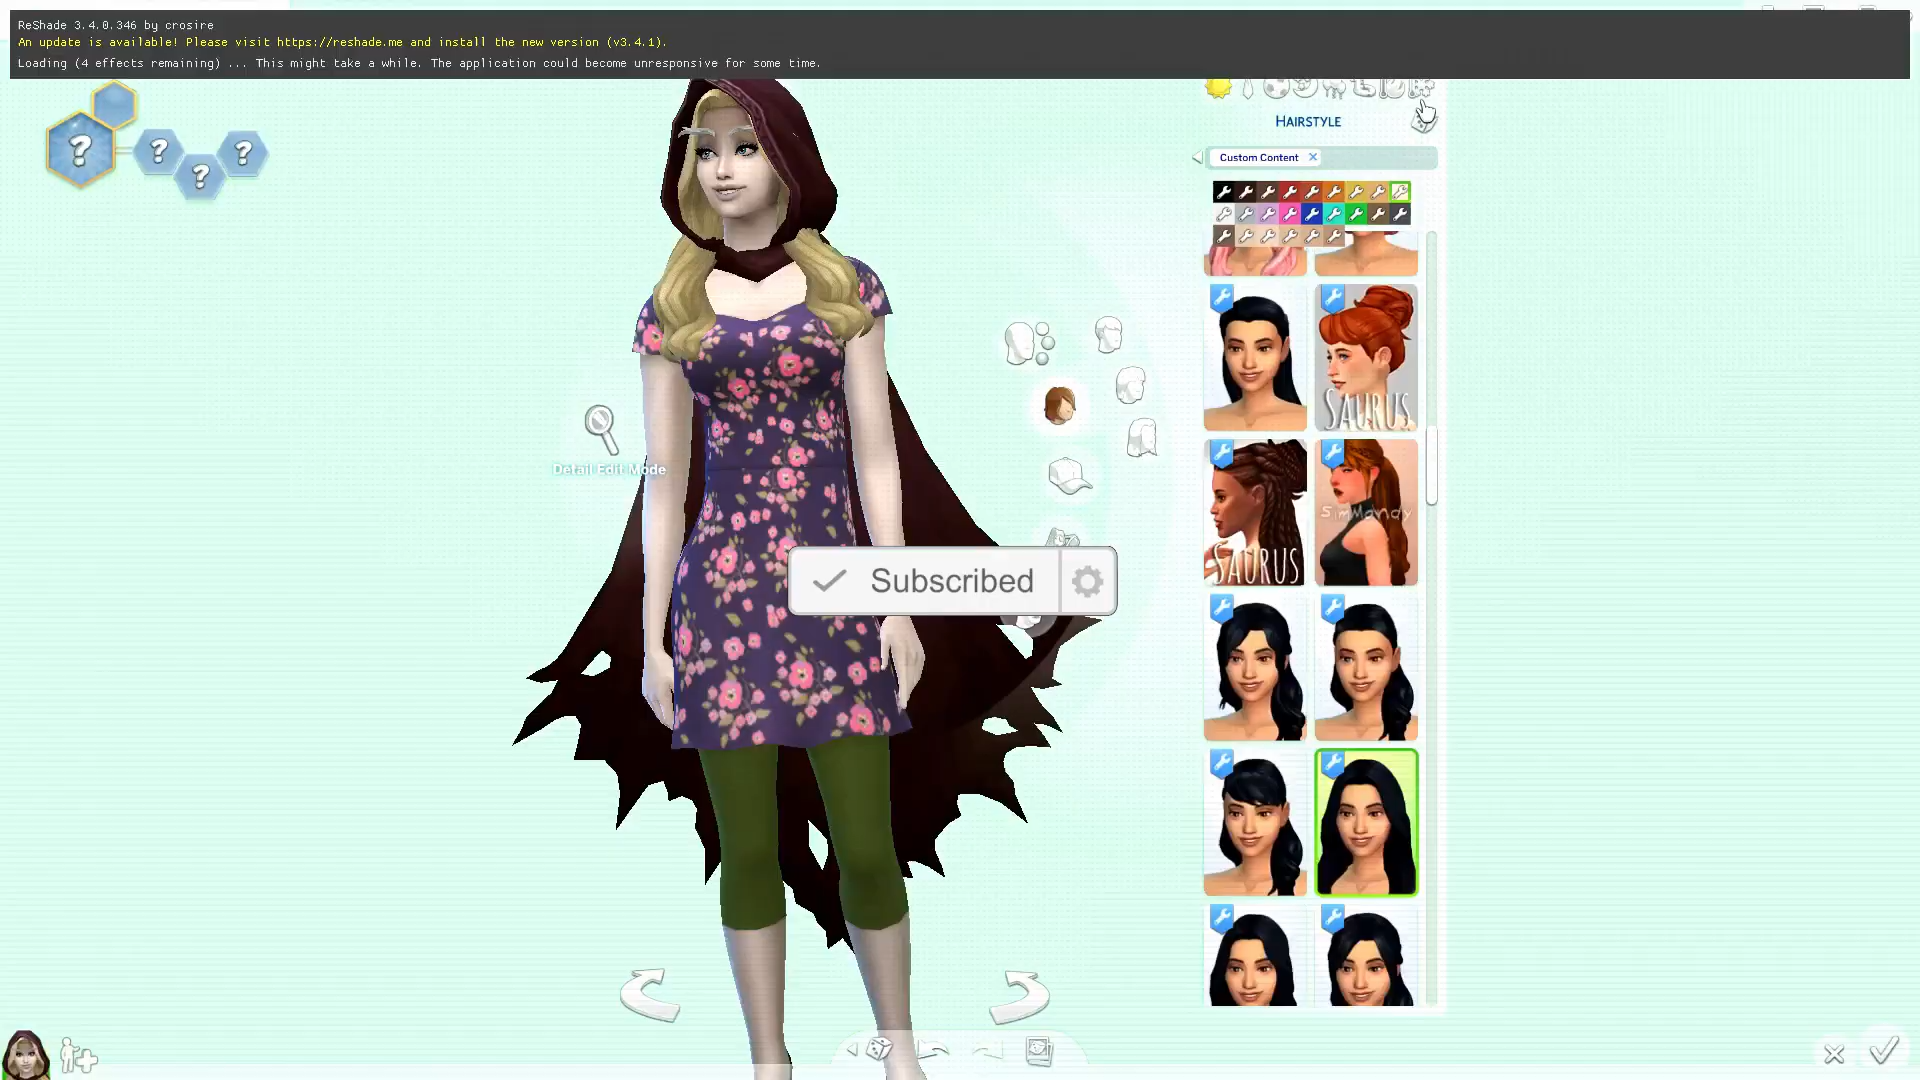 ReShade 3.4.0.346 by crosire
An update is available! Please visit https://reshade.me and install the new version (v3.4.1).
Loading (4 effects remaining) ... This might take a while. The application could become unresponsive for some time.
Hairstyle
Custom Content
Detail Edit Mode
SAURUS
SAURUS
SimMandy
Subscribed